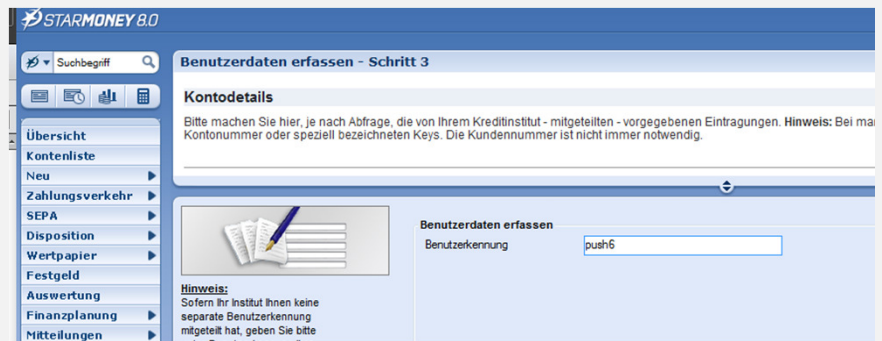 STARMONEY 8.0
Suchbegriff
Benutzerdaten erfassen - Schritt 3
Kontodetails
Bitte machen Sie hier, je nach Abfrage, die von Ihrem Kreditinstitut - mitgeteilten - vorgegebenen Eintragungen. Hinweis: Bei ma
Kontonummer oder speziell bezeichneten Keys. Die Kundennummer ist nicht immer notwendig.
Übersicht
Kontenliste
Neu
Zahlungsverkehr
SEPA
Disposition
Wertpapier
Festgeld
Auswertung
Finanzplanung
Mitteilungen
Benutzerdaten erfassen
Benutzerkennung
push6
Hinweis:
Sofern Ihr Institut Ihnen keine
separate Benutzerkennung
mitgeteilt hat, geben Sie bitte